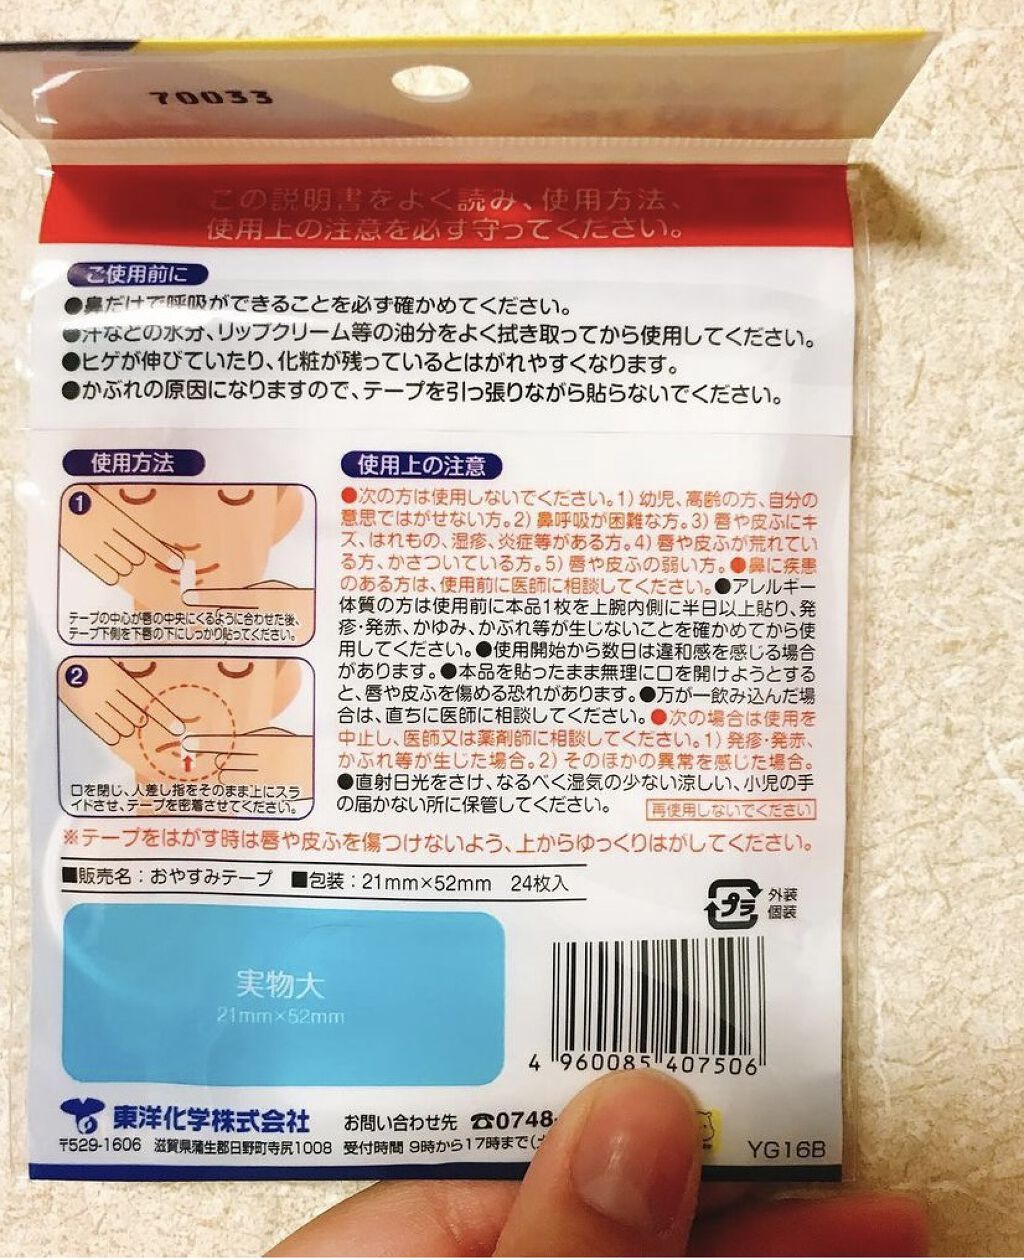 70033
この説明書をよく読み、使用方法、
使用上の注意を必ず守ってください。
ご使用前に
●鼻だけで呼吸ができることを必ず確かめてください。
●汗などの水分、リップクリーム等の油分をよく拭き取ってから使用してください。
●ヒゲが伸びていたり、化粧が残っているとはがれやすくなります。
●かぶれの原因になりますので、テープを引っ張りながら貼らないでください。
使用方法
1
テープの中心が唇の中央にくるように合わせた後、
テープ下側を下唇の下にしっかり貼ってください。
2
口を閉じ、人差し指をそのまま上にスラ
イドさせ、テープを密着させてください。
使用上の注意
●次の方は使用しないでください。1) 幼児、高齢の方、自分の
意思ではがせない方。2) 鼻呼吸が困難な方。3) 唇や皮ふにキ
ズ、はれもの、湿疹、炎症等がある方。4) 唇や皮ふが荒れてい
る方、かさついている方。5) 唇や皮ふの弱い方。●鼻に疾患
のある方は、使用前に医師に相談してください。●アレルギー
体質の方は使用前に本品1枚を上腕内側に半日以上貼り、発
疹・発赤、かゆみ、かぶれ等が生じないことを確かめてから使
用してください。●使用開始から数日は違和感を感じる場合
があります。●本品を貼ったまま無理に口を開けようとする
と、唇や皮ふを傷める恐れがあります。●万が一飲み込んだ場
合は、直ちに医師に相談してください。●次の場合は使用を
中止し、医師又は薬剤師に相談してください。1) 発疹・発赤、
かぶれ等が生じた場合。2) そのほかの異常を感じた場合。
●直射日光をさけ、なるべく湿気の少ない涼しい、小児の手
の届かない所に保管してください。
再使用しないでください
※テープをはがす時は唇や皮ふを傷つけないよう、上からゆっくりはがしてください。
■販売名：おやすみテープ ■包装：21mm×52mm 24枚入
プラ
外装
個装
実物大
21mm×52mm
4 960085 407506
東洋化学株式会社 お問い合わせ先 ☎0748-
〒529-1606 滋賀県蒲生郡日野町寺尻1008 受付時間 9時から17時まで(
YG16B